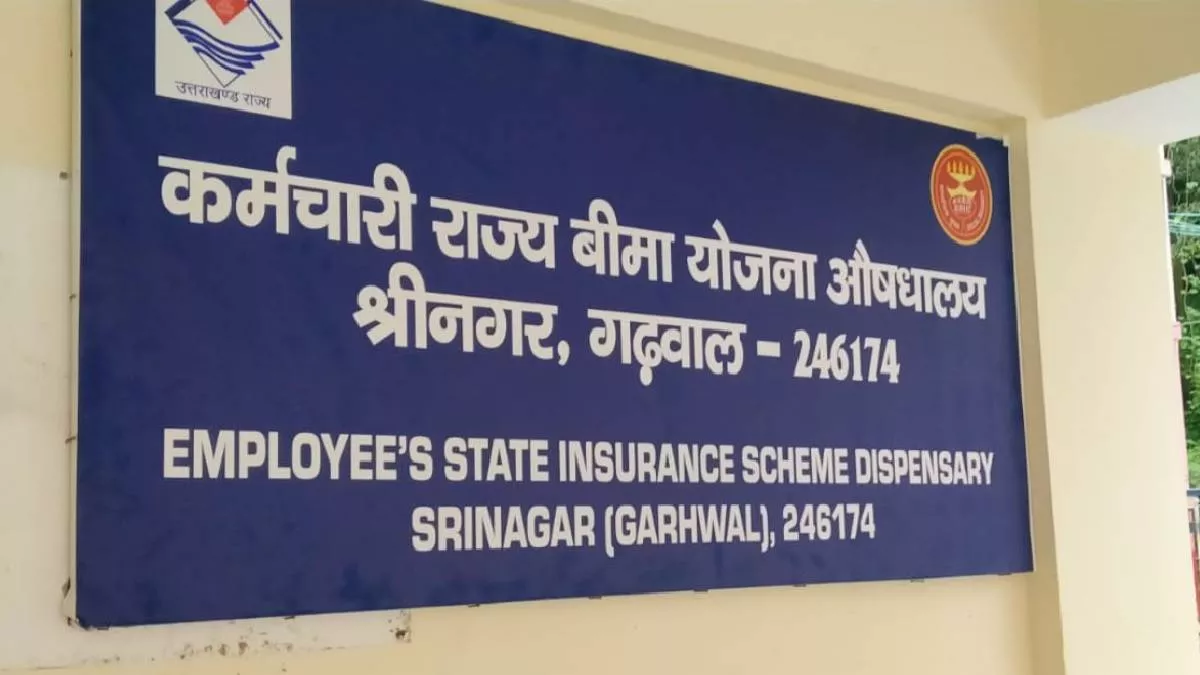 उत्तराखण्ड राज्य
कर्मचारी राज्य बीमा योजना औषधालय
श्रीनगर, गढ़वाल - 246174
EMPLOYEE'S STATE INSURANCE SCHEME DISPENSARY
SRINAGAR (GARHWAL), 246174